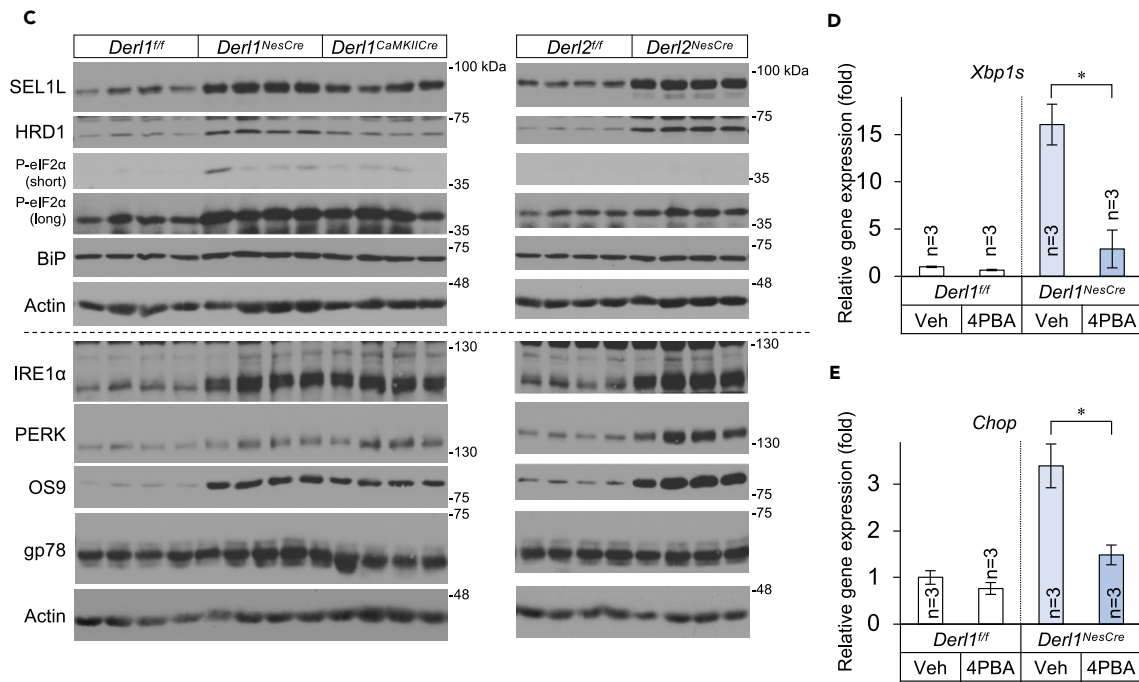 C
Derl1f/f Derl1NesCre Derl1CaMKIICre
Derl2f/f Derl2NesCre
SEL1L
-100 kDa
-100 kDa
HRD1
-75
-75
P-eIF2α
(short)
-35
-35
P-eIF2α
(long)
-35
-35
BiP
-75
-75
Actin
-48
-48
IRE1α
-130
-130
PERK
-130
-130
OS9
-75
-75
gp78
-75
-75
Actin
-48
-48
D
Xbp1s
*
Relative gene expression (fold)
15
10
5
0
n=3
n=3
n=3
n=3
Derl1f/f Derl1NesCre
Veh 4PBA Veh 4PBA
E
Chop
*
Relative gene expression (fold)
3
2
1
0
n=3
n=3
n=3
n=3
Derl1f/f Derl1NesCre
Veh 4PBA Veh 4PBA